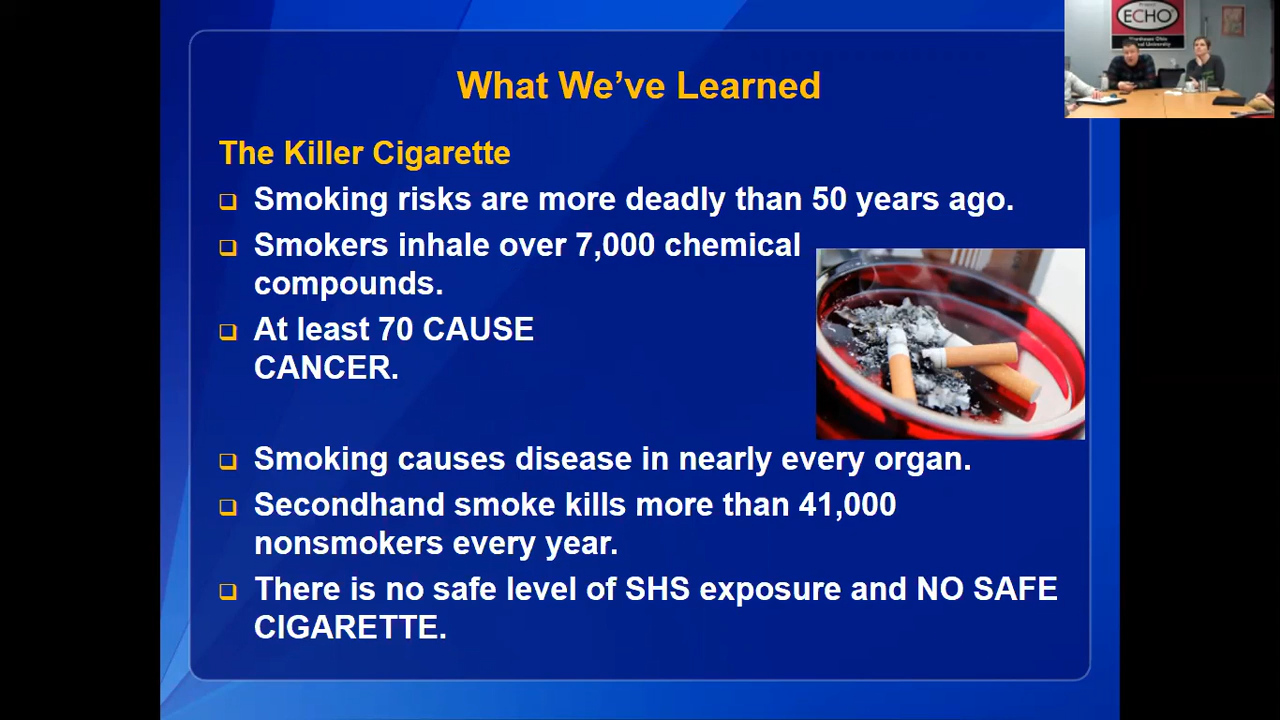 ECHO
What We've Learned
The Killer Cigarette
Smoking risks are more deadly than 50 years ago.
Smokers inhale over 7,000 chemical
compounds.
At least 70 CAUSE
CANCER.
Smoking causes disease in nearly every organ.
Secondhand smoke kills more than 41,000
nonsmokers every year.
There is no safe level of SHS exposure and NO SAFE
CIGARETTE.